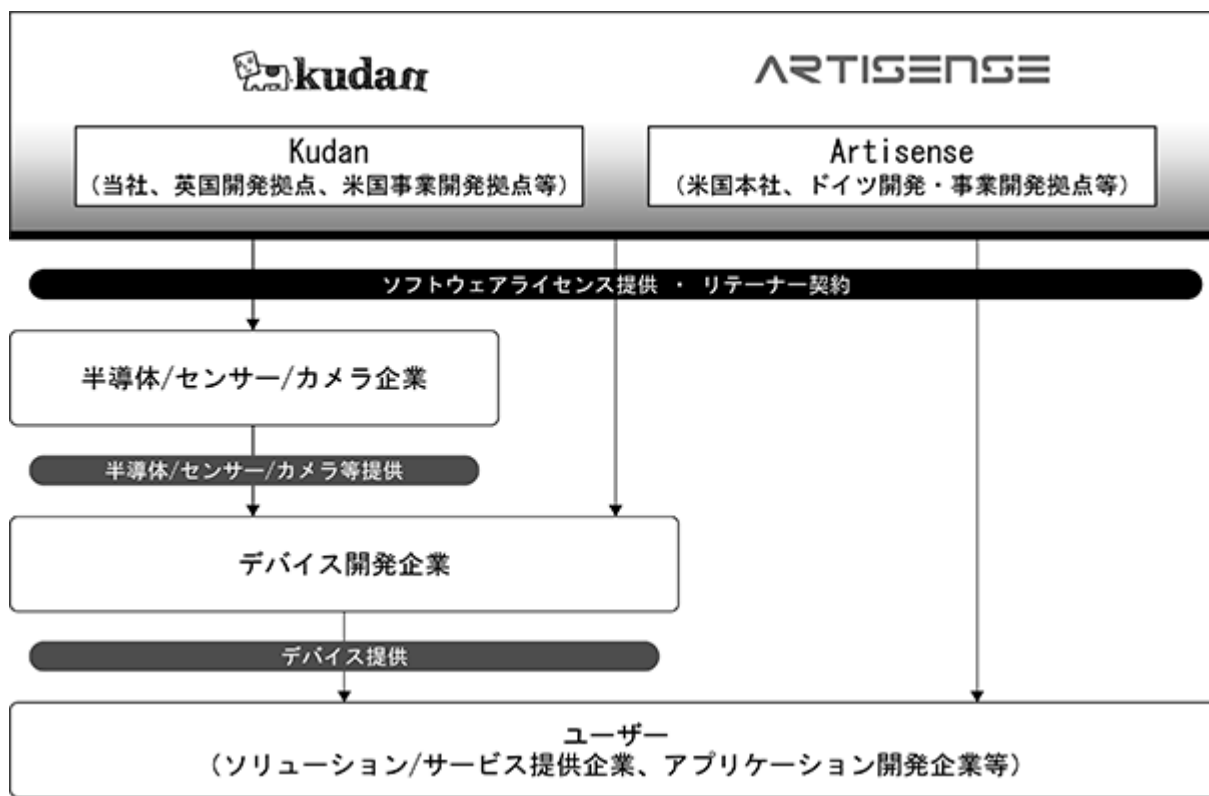 kudan
ARTISENSE
Kudan
(当社、英国開発拠点、米国事業開発拠点等)
Artisense
(米国本社、ドイツ開発・事業開発拠点等)
ソフトウェアライセンス提供 ・ リテーナー契約
半導体/センサー/カメラ企業
半導体/センサー/カメラ等提供
デバイス開発企業
デバイス提供
ユーザー
(ソリューション/サービス提供企業、アプリケーション開発企業等)